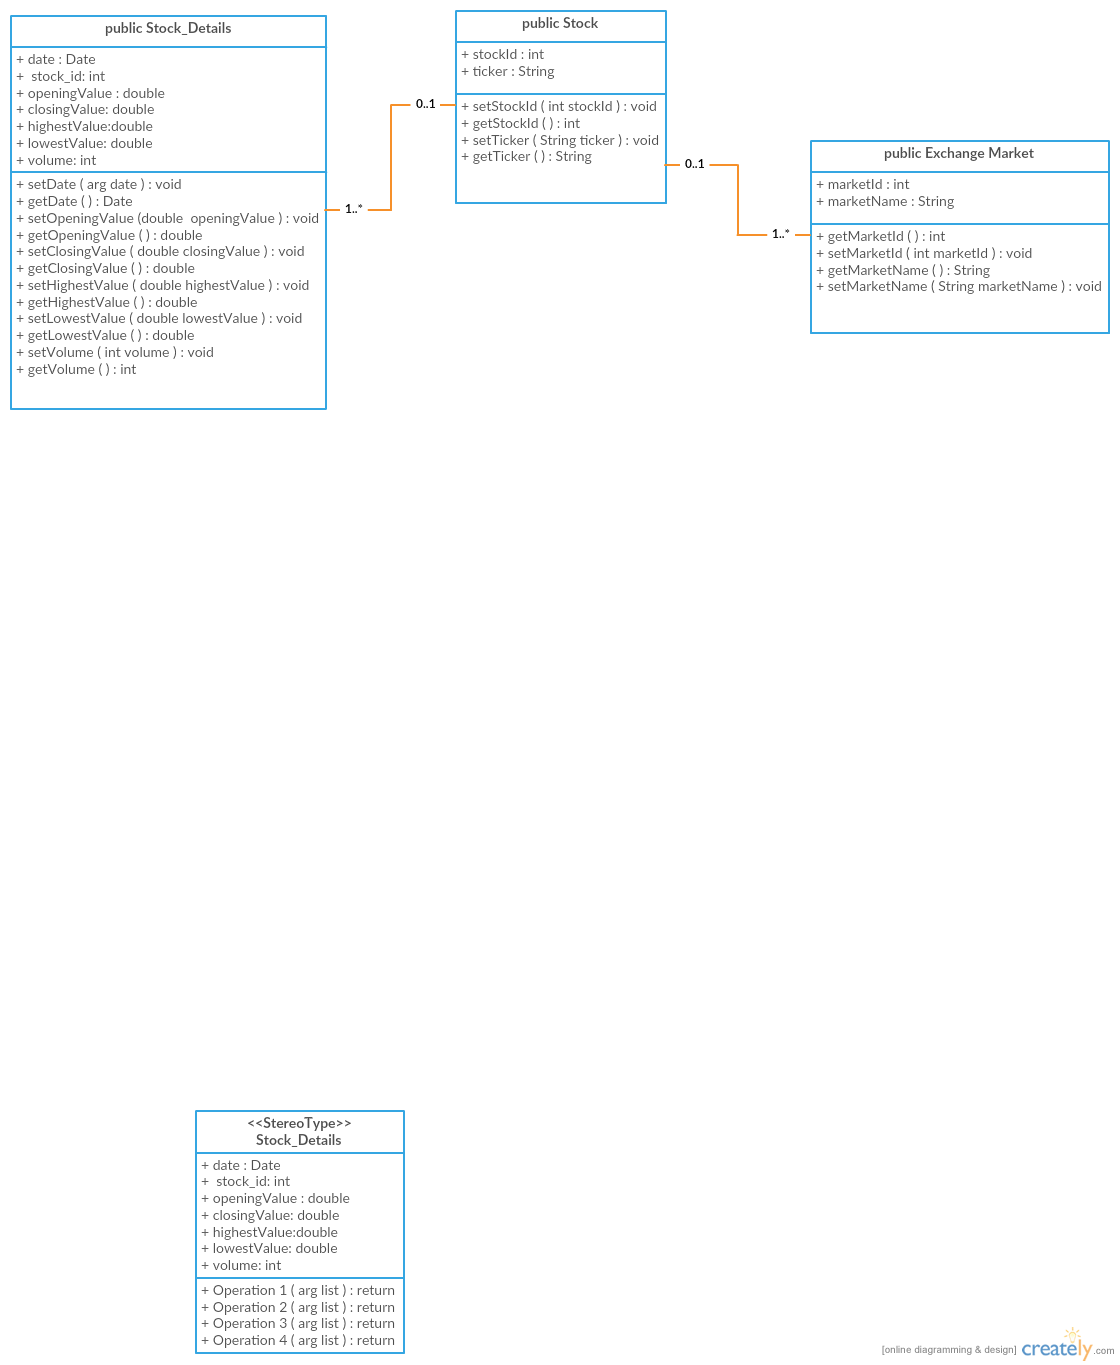 public Stock_Details
+ date : Date
+  stock_id: int
+ openingValue : double
+ closingValue: double
+ highestValue:double
+ lowestValue: double
+ volume: int
+ setDate ( arg date ) : void
+ getDate ( ) : Date
+ setOpeningValue (double  openingValue ) : void
+ getOpeningValue ( ) : double
+ setClosingValue ( double closingValue ) : void
+ getClosingValue ( ) : double
+ setHighestValue ( double highestValue ) : void
+ getHighestValue ( ) : double
+ setLowestValue ( double lowestValue ) : void
+ getLowestValue ( ) : double
+ setVolume ( int volume ) : void
+ getVolume ( ) : int
1..*
0..1
public Stock
+ stockId : int
+ ticker : String
+ setStockId ( int stockId ) : void
+ getStockId ( ) : int
+ setTicker ( String ticker ) : void
+ getTicker ( ) : String
0..1
1..*
public Exchange Market
+ marketId : int
+ marketName : String
+ getMarketId ( ) : int
+ setMarketId ( int marketId ) : void
+ getMarketName ( ) : String
+ setMarketName ( String marketName ) : void
<<StereoType>>
Stock_Details
+ date : Date
+  stock_id: int
+ openingValue : double
+ closingValue: double
+ highestValue:double
+ lowestValue: double
+ volume: int
+ Operation 1 ( arg list ) : return
+ Operation 2 ( arg list ) : return
+ Operation 3 ( arg list ) : return
+ Operation 4 ( arg list ) : return
[online diagramming & design] creately.com